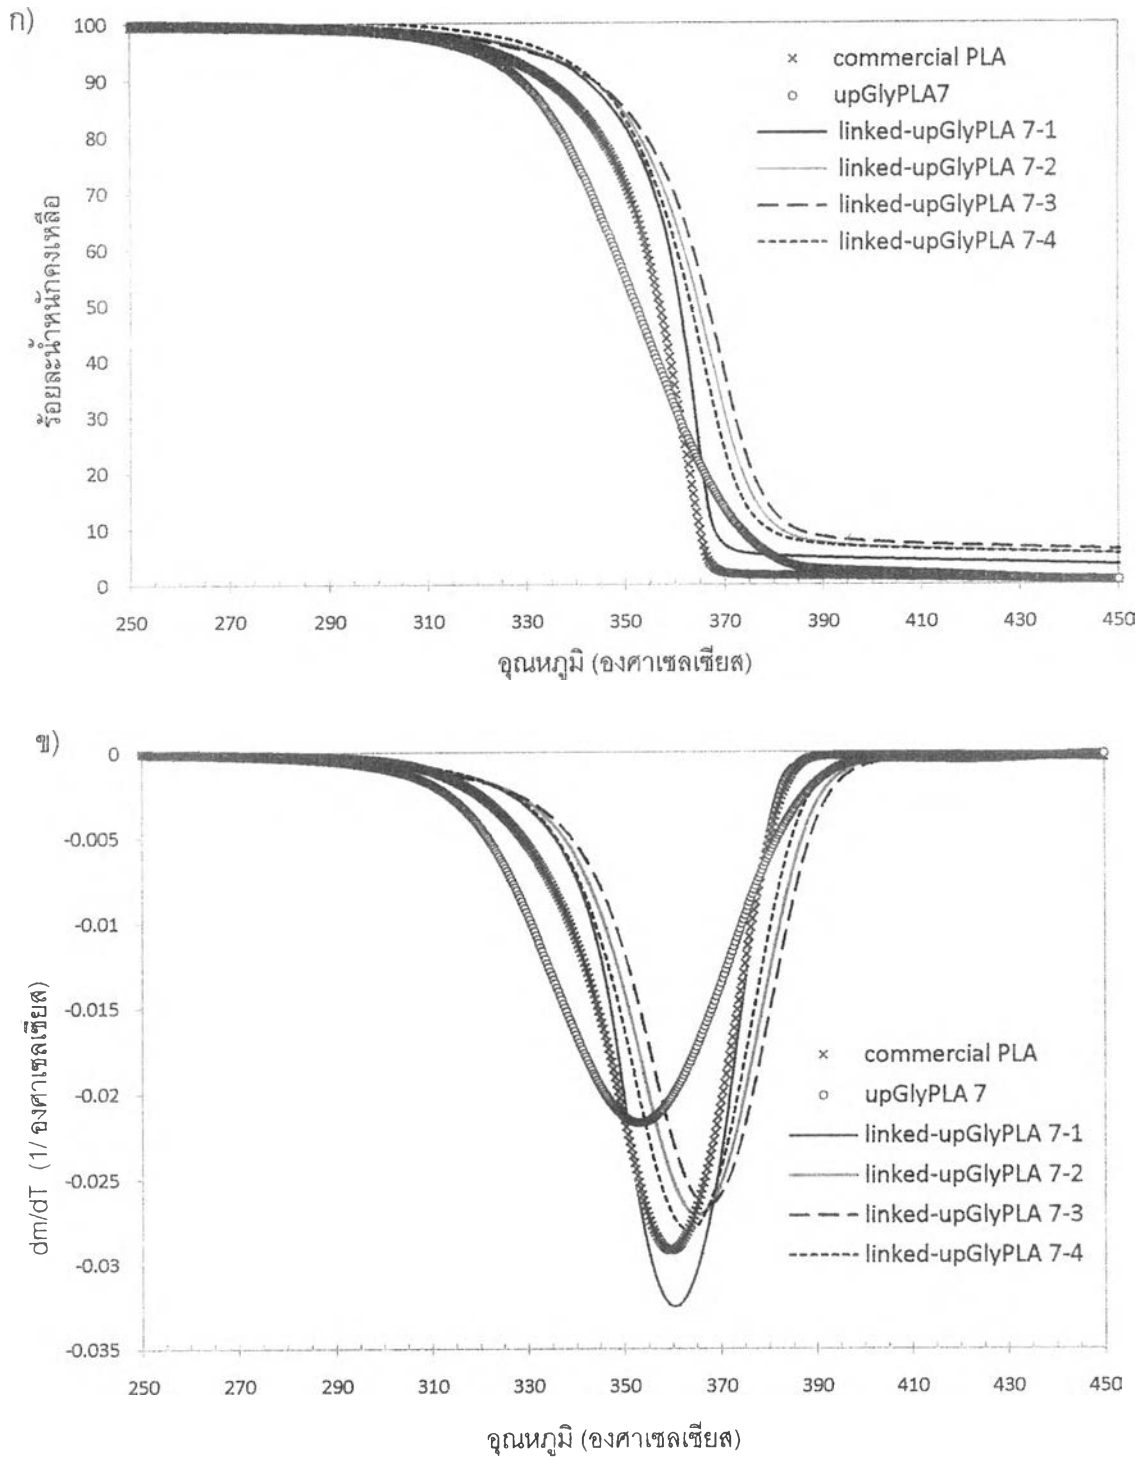 ก)
100
90
80
70
60
50
40
30
20
10
0
ร้อยละน้ำหนักคงเหลือ
commercial PLA
upGlyPLA7
linked-upGlyPLA 7-1
linked-upGlyPLA 7-2
linked-upGlyPLA 7-3
linked-upGlyPLA 7-4
250 270 290 310 330 350 370 390 410 430 450
อุณหภูมิ (องศาเซลเซียส)
ข)
0
-0.005
-0.01
-0.015
-0.02
-0.025
-0.03
-0.035
dm/dT (1/องศาเซลเซียส)
commercial PLA
upGlyPLA 7
linked-upGlyPLA 7-1
linked-upGlyPLA 7-2
linked-upGlyPLA 7-3
linked-upGlyPLA 7-4
250 270 290 310 330 350 370 390 410 430 450
อุณหภูมิ (องศาเซลเซียส)